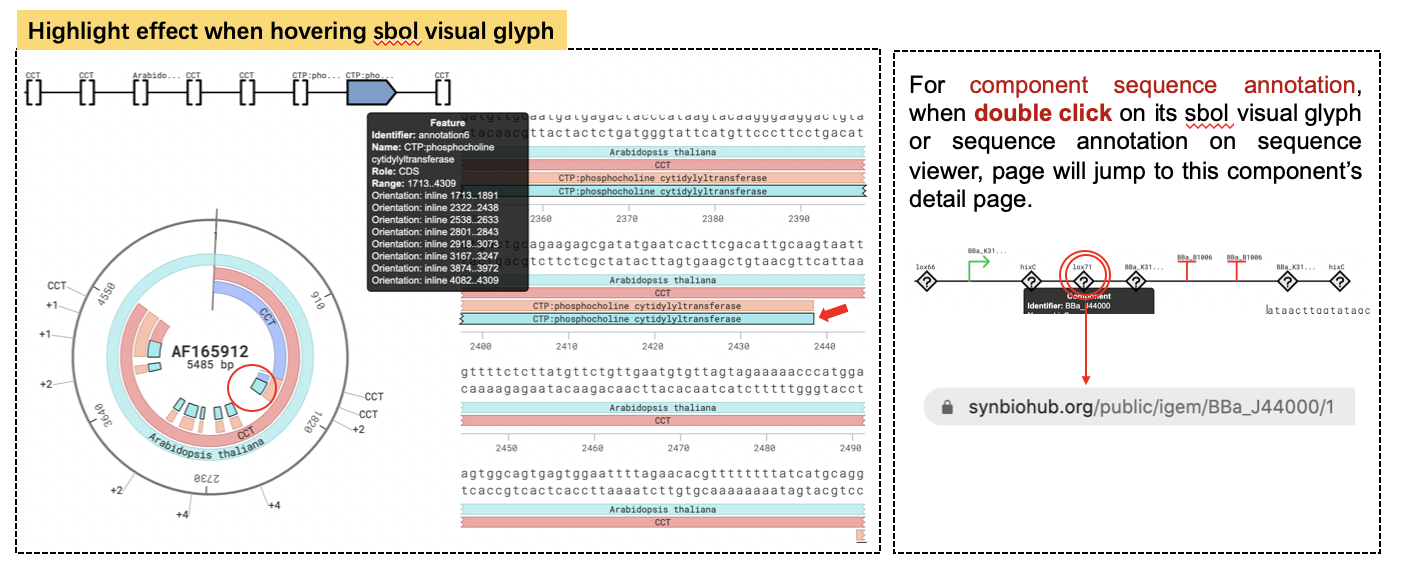 Highlight effect when hovering sbol visual glyph
CCT CCT Arabido... CCT CCT CTP:pho... CTP:pho... CCT
Feature
Identifier: annotation6
Name: CTP:phosphocholine
cytidylyltransferase
Role: CDS
Range: 1713..4309
Orientation: inline 1713..1891
Orientation: inline 2322..2438
Orientation: inline 2538..2633
Orientation: inline 2801..2843
Orientation: inline 2918..3073
Orientation: inline 3167..3247
Orientation: inline 3874..3972
Orientation: inline 4082..4309
AF165912
5485 bp
1
910
1820
2730
3640
4550
CCT
+1
+1
+2
+2
+4
+4
CCT
CCT
+2
CCT
CCT
Arabidopsis thaliana
aatgatgagactacccataagtacaagggaaggactgta
acaacgttactactctgatgggtattcatgttcccttcctgacat
Arabidopsis thaliana
CCT
CTP:phosphocholine cytidylyltransferase
CTP:phosphocholine cytidylyltransferase
2360 2370 2380 2390
gcagaagagcgatatgaatcacttcgacattgcaagtaatt
cgtcttctcgctatacttagtgaagctgtaacgttcattaa
Arabidopsis thaliana
CCT
CTP:phosphocholine cytidylyltransferase
CTP:phosphocholine cytidylyltransferase
2400 2410 2420 2430 2440
gttttctcttatgttctgttgaatgtgttagtagaaaaacccatgga
caaaagagaatacaagacaacttacacaatcatctttttgggtacct
Arabidopsis thaliana
CCT
2450 2460 2470 2480 2490
agtggcagtgagtggaattttagaacacgtttttttttatcatgcagg
tcaccgtcactcaccttaaaatcttgtgcaaaaaaaaatagtacgtcc
Arabidopsis thaliana
CCT
For component sequence annotation,
when double click on its sbol visual glyph
or sequence annotation on sequence
viewer, page will jump to this component's
detail page.
lox66 BBa_K31... hixC lox71 BBa_K31... BBa_B1006 BBa_B1006 BBa_K31... hixC
Component
Identifier: BBa_J44000
ataacttcgtatagc
synbiohub.org/public/igem/BBa_J44000/1